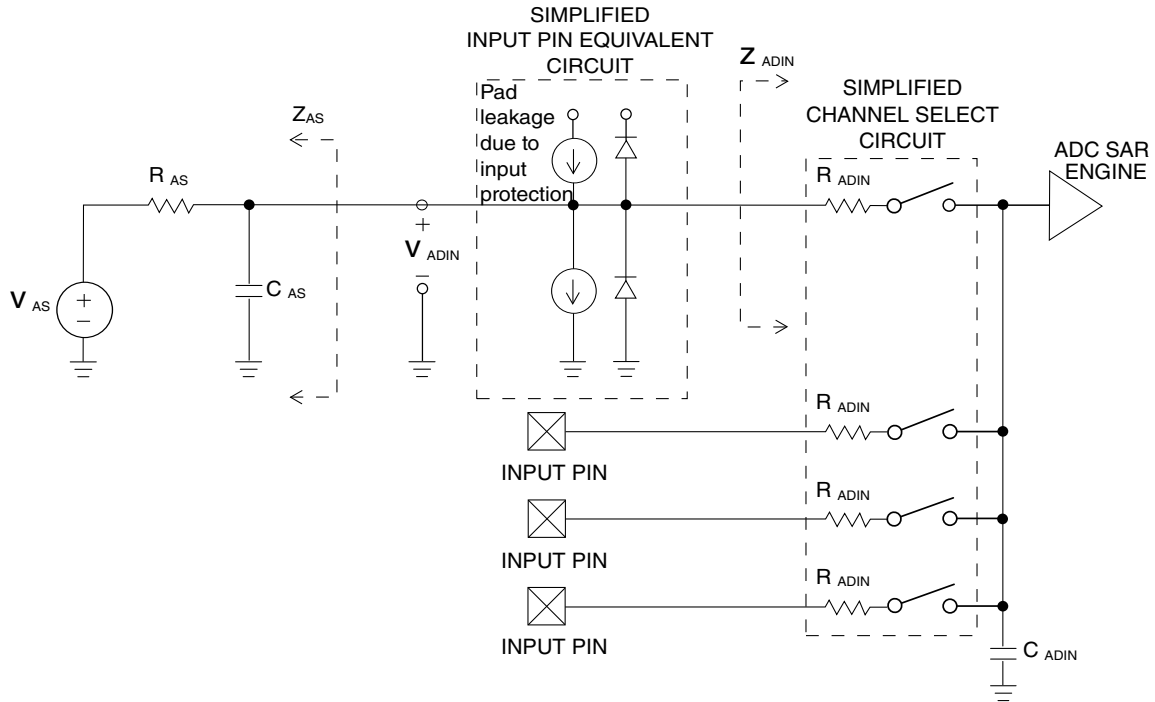 SIMPLIFIED
INPUT PIN EQUIVALENT
CIRCUIT
Pad
leakage
due to
input
protection
Z ADIN
SIMPLIFIED
CHANNEL SELECT
CIRCUIT
ADC SAR
ENGINE
Z AS
R AS
R ADIN
+
V ADIN
–
C AS
V AS
+
–
R ADIN
INPUT PIN
R ADIN
INPUT PIN
R ADIN
INPUT PIN
C ADIN